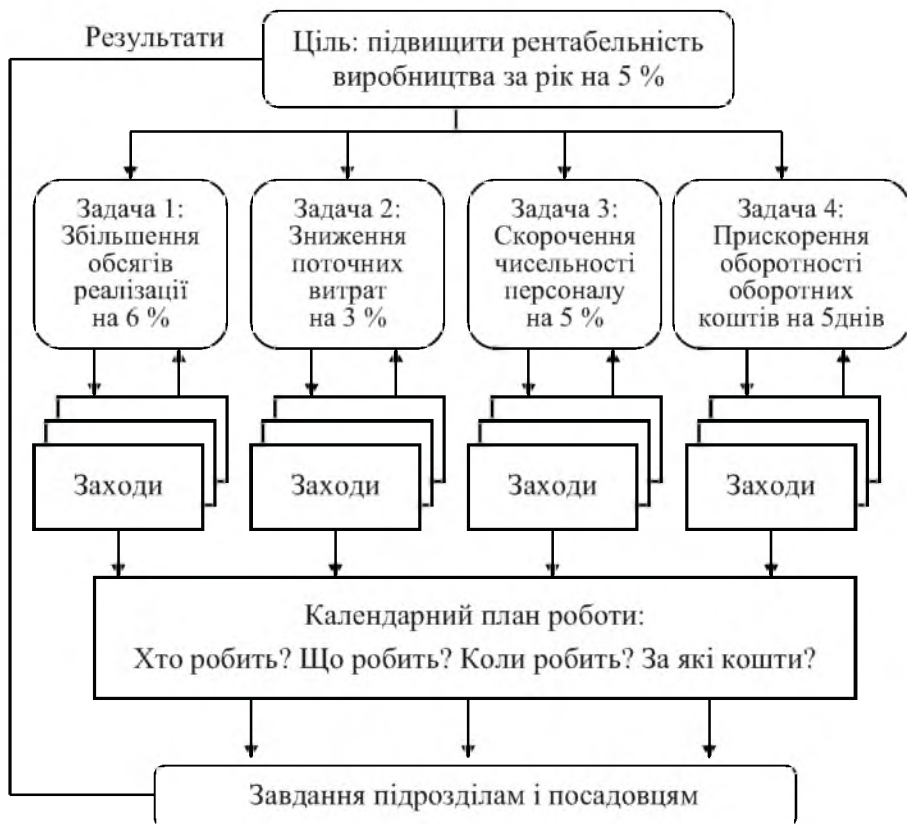 Результати
Ціль: підвищити рентабельність
виробництва за рік на 5 %
Задача 1:
Збільшення
обсягів
реалізації
на 6 %
Задача 2:
Зниження
поточних
витрат
на 3 %
Задача 3:
Скорочення
чисельності
персоналу
на 5 %
Задача 4:
Прискорення
оборотності
оборотних
коштів на 5днів
Заходи
Заходи
Заходи
Заходи
Календарний план роботи:
Хто робить? Що робить? Коли робить? За які кошти?
Завдання підрозділам і посадовцям